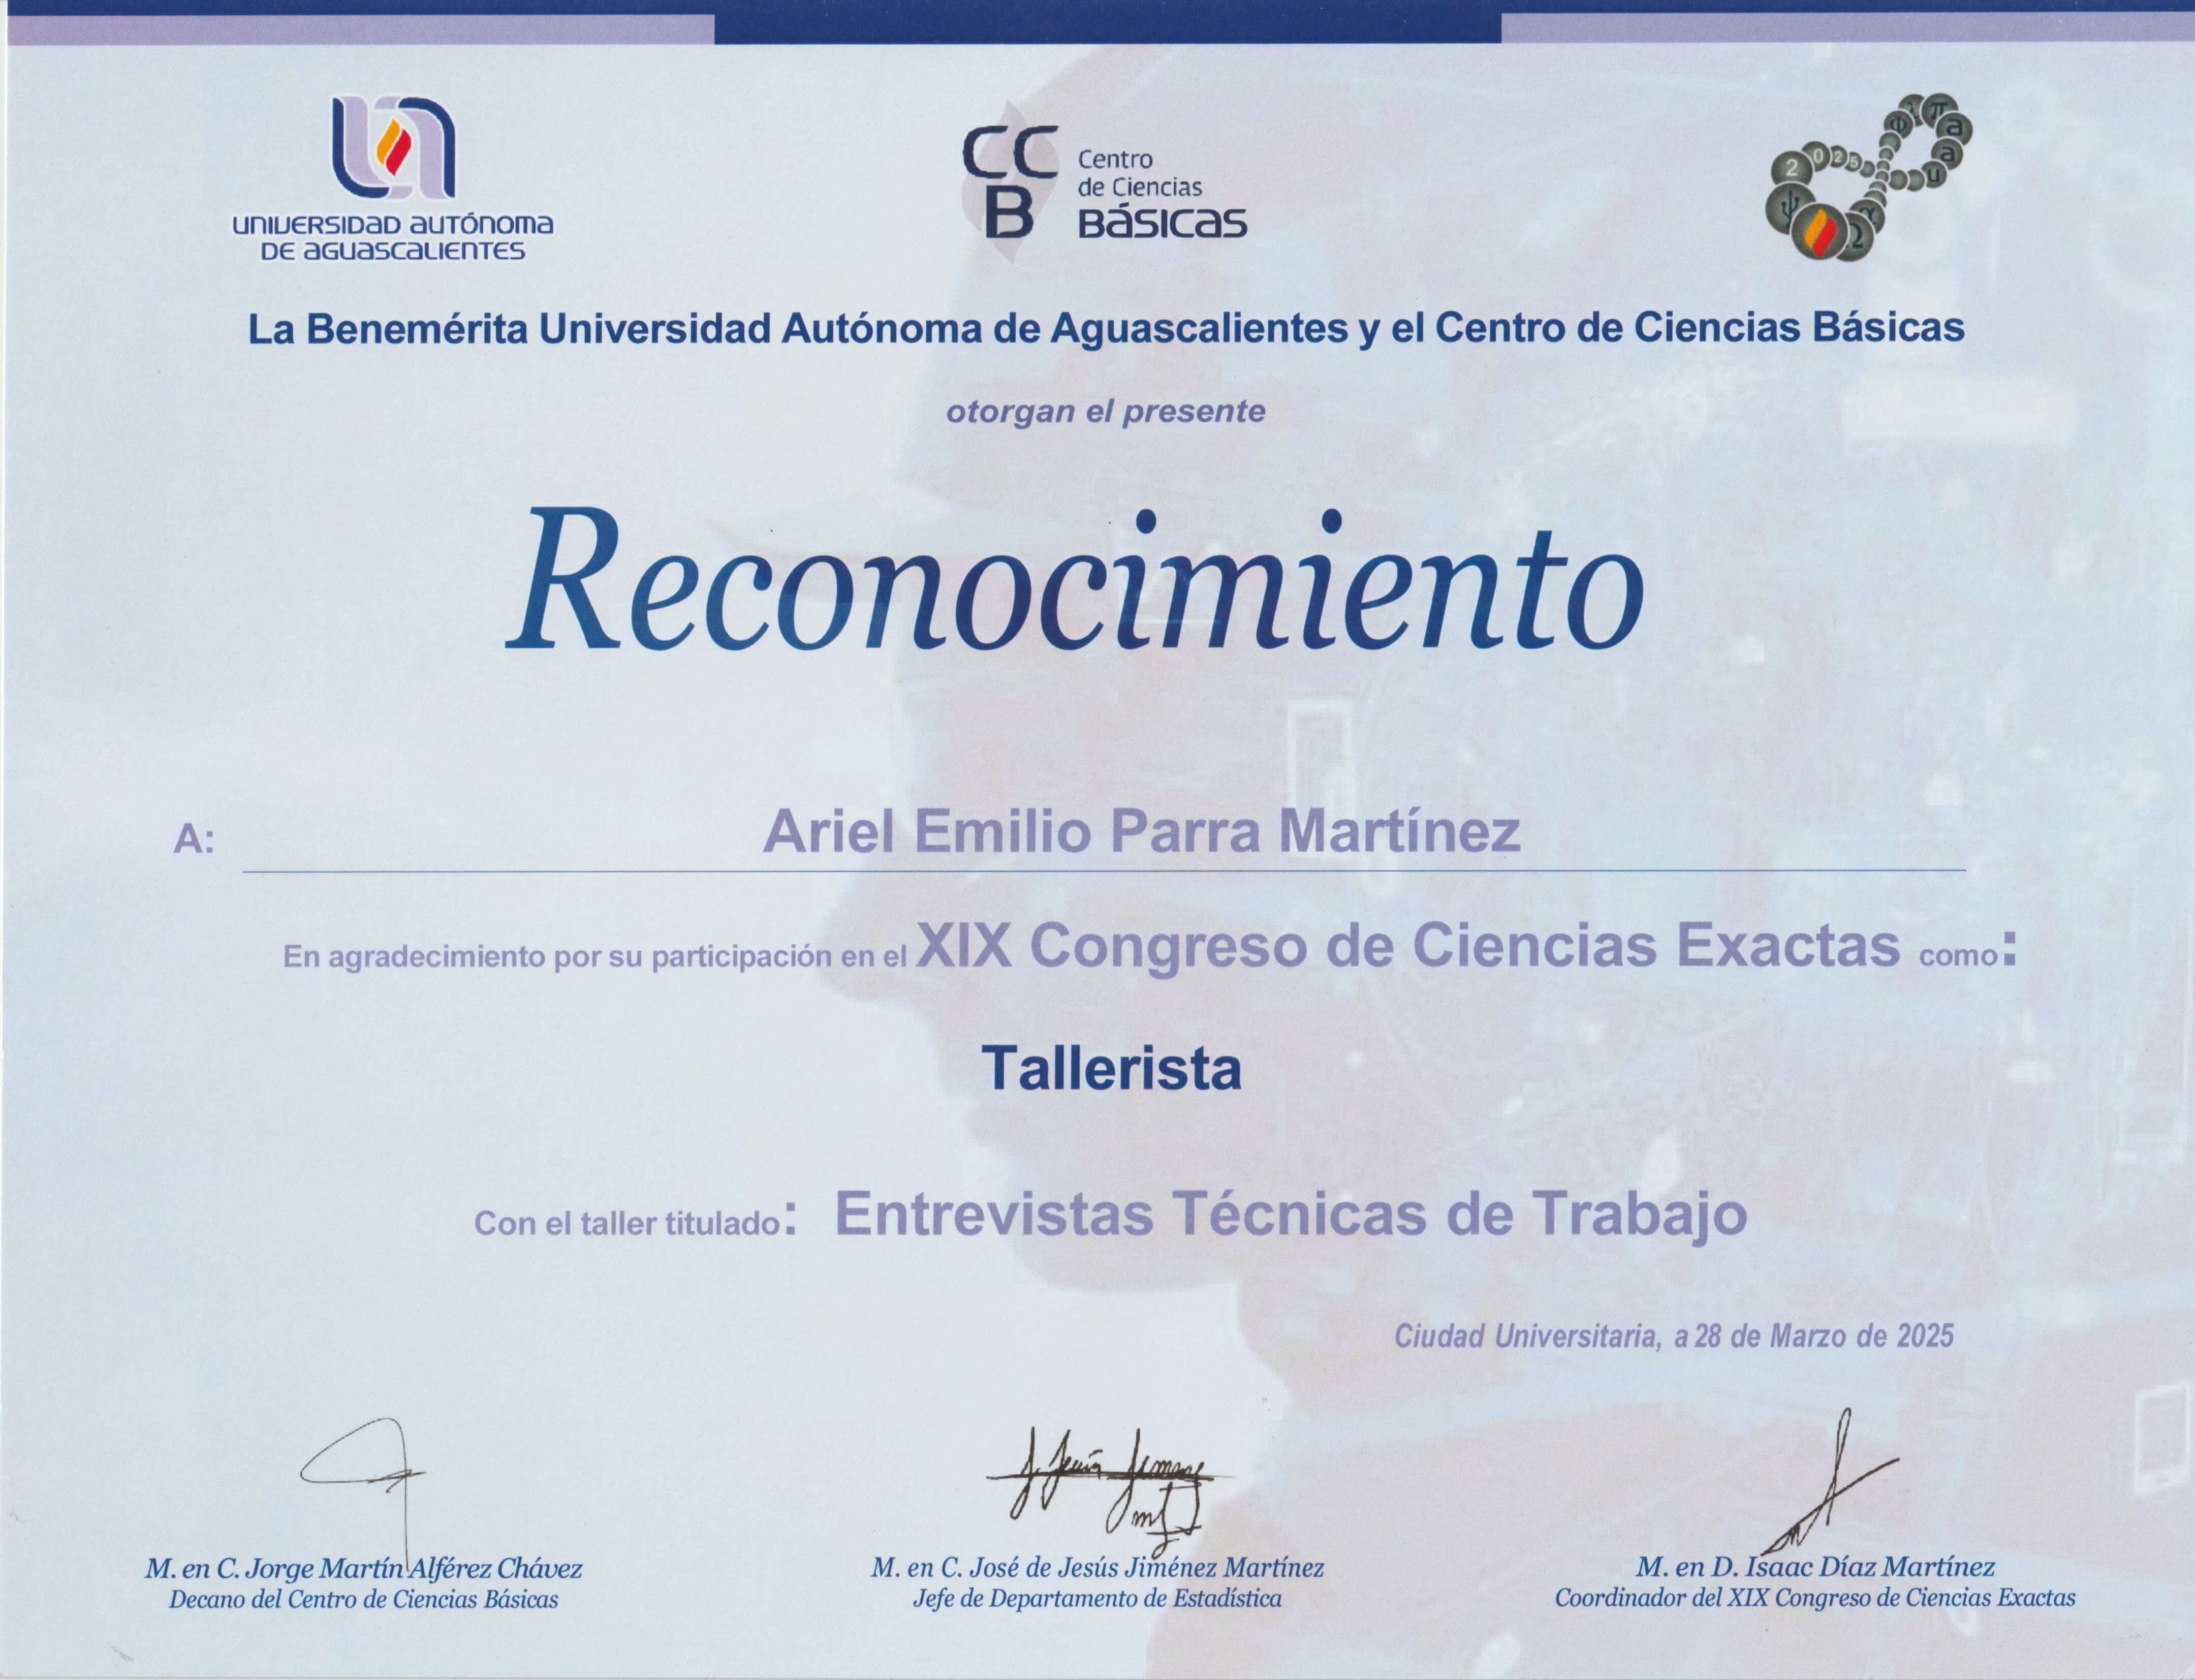 UNIVERSIDAD AUTÓNOMA
DE AGUASCALIENTES
CCB
Centro
de Ciencias
BÁSICAS
2025
La Benemérita Universidad Autónoma de Aguascalientes y el Centro de Ciencias Básicas
otorgan el presente
Reconocimiento
A: Ariel Emilio Parra Martínez
En agradecimiento por su participación en el XIX Congreso de Ciencias Exactas como:
Tallerista
Con el taller titulado: Entrevistas Técnicas de Trabajo
Ciudad Universitaria, a 28 de Marzo de 2025
M. en C. Jorge Martín Alférez Chávez
Decano del Centro de Ciencias Básicas
M. en C. José de Jesús Jiménez Martínez
Jefe de Departamento de Estadística
M. en D. Isaac Díaz Martínez
Coordinador del XIX Congreso de Ciencias Exactas